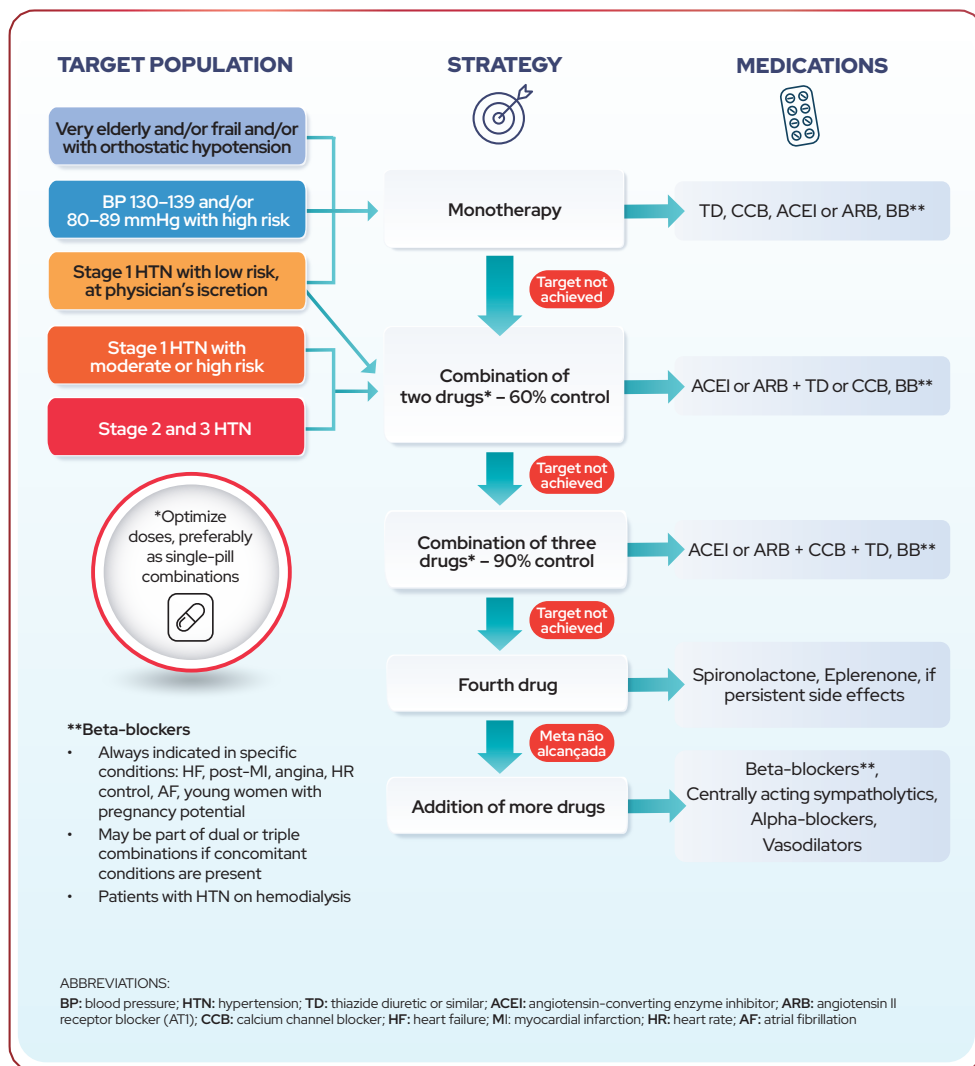 TARGET POPULATION
STRATEGY
MEDICATIONS
Very elderly and/or frail and/or
with orthostatic hypotension
BP 130–139 and/or
80–89 mmHg with high risk
Stage 1 HTN with low risk,
at physician's iscretion
Stage 1 HTN with
moderate or high risk
Stage 2 and 3 HTN
*Optimize
doses, preferably
as single-pill
combinations
**Beta-blockers
• Always indicated in specific
conditions: HF, post-MI, angina, HR
control, AF, young women with
pregnancy potential
• May be part of dual or triple
combinations if concomitant
conditions are present
• Patients with HTN on hemodialysis
Monotherapy
Target not
achieved
Combination of
two drugs* – 60% control
Target not
achieved
Combination of three
drugs* – 90% control
Target not
achieved
Fourth drug
Meta não
alcançada
Addition of more drugs
TD, CCB, ACEI or ARB, BB**
ACEI or ARB + TD or CCB, BB**
ACEI or ARB + CCB + TD, BB**
Spironolactone, Eplerenone, if
persistent side effects
Beta-blockers**,
Centrally acting sympatholytics,
Alpha-blockers,
Vasodilators
ABBREVIATIONS:
BP: blood pressure; HTN: hypertension; TD: thiazide diuretic or similar; ACEI: angiotensin-converting enzyme inhibitor; ARB: angiotensin II
receptor blocker (AT1); CCB: calcium channel blocker; HF: heart failure; MI: myocardial infarction; HR: heart rate; AF: atrial fibrillation